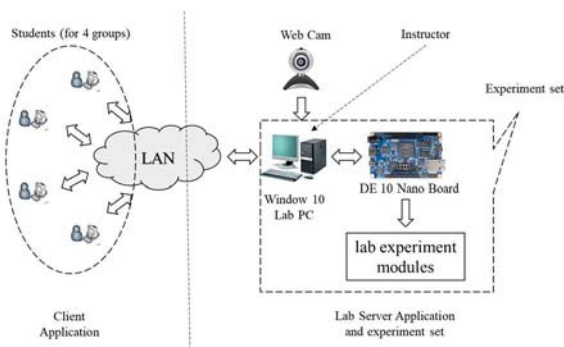 Students (for 4 groups)
Web Cam
Instructor
Experiment set
LAN
Window 10
Lab PC
DE 10 Nano Board
lab experiment
modules
Client
Application
Lab Server Application
and experiment set